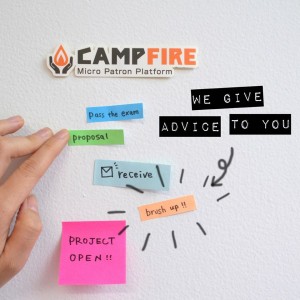 CAMPFIRE
Micro Patron Platform
pass the exam
proposal
WE GIVE
ADVICE TO YOU
receive
brush up!!
PROJECT
OPEN!!